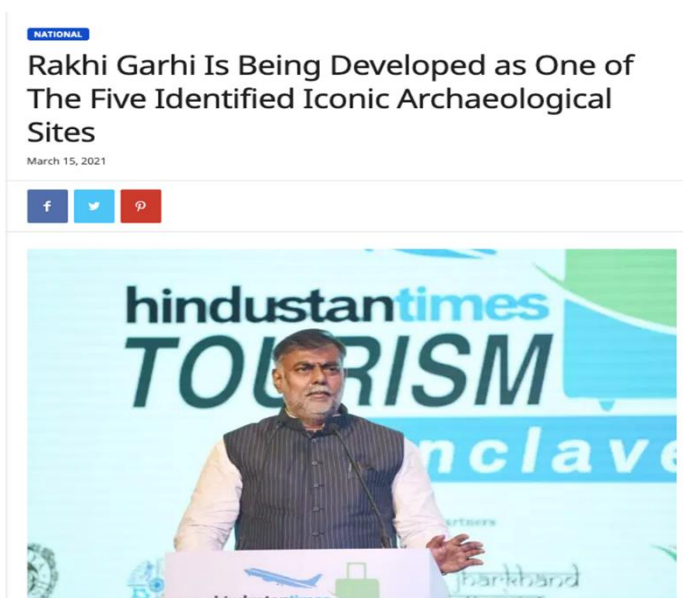 NATIONAL
Rakhi Garhi Is Being Developed as One of
The Five Identified Iconic Archaeological
Sites
March 15, 2021
hindustantimes
TOURISM
nclave
artners
jharkhand